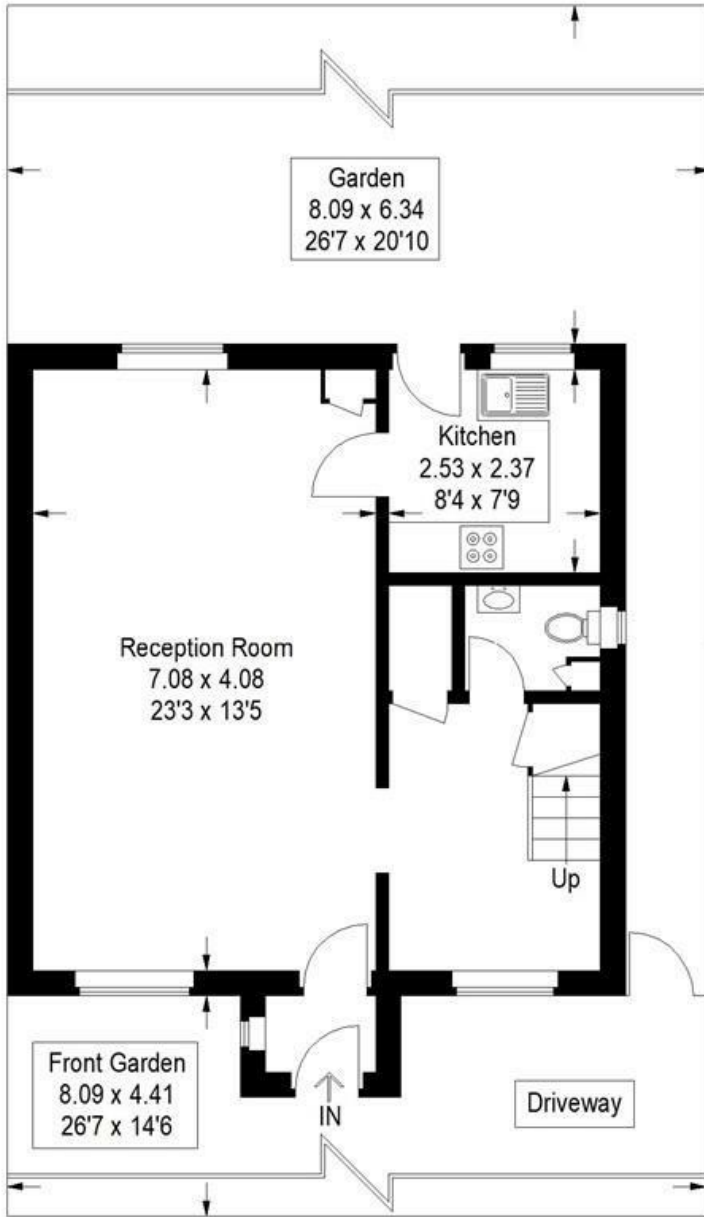 Garden
8.09 x 6.34
26'7 x 20'10
Kitchen
2.53 x 2.37
8'4 x 7'9
Reception Room
7.08 x 4.08
23'3 x 13'5
Up
Front Garden
8.09 x 4.41
26'7 x 14'6
IN
Driveway